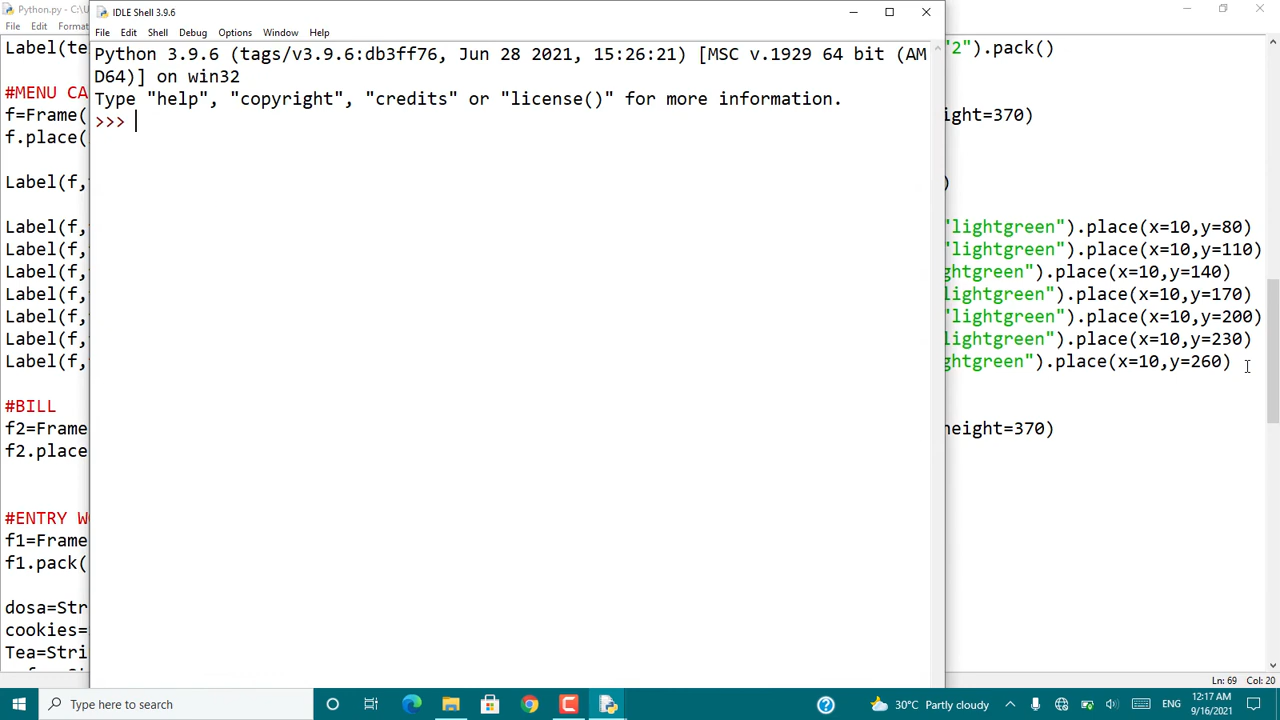 Python.py - C:\U
File Edit Format
Label(te
#MENU CA
f=Frame(
f.place(
Label(f,
Label(f,
Label(f,
Label(f,
Label(f,
Label(f,
Label(f,
Label(f,
#BILL
f2=Frame
f2.place
#ENTRY W
f1=Frame
f1.pack(
dosa=Str
cookies=
Tea=Stri
IDLE Shell 3.9.6
File Edit Shell Debug Options Window Help
Python 3.9.6 (tags/v3.9.6:db3ff76, Jun 28 2021, 15:26:21) [MSC v.1929 64 bit (AM
D64)] on win32
Type "help", "copyright", "credits" or "license()" for more information.
>>>
"2").pack()
ight=370)
)
"lightgreen").place(x=10,y=80)
"lightgreen").place(x=10,y=110)
ghtgreen").place(x=10,y=140)
lightgreen").place(x=10,y=170)
"lightgreen").place(x=10,y=200)
lightgreen").place(x=10,y=230)
ghtgreen").place(x=10,y=260)
height=370)
Ln: 69 Col: 20
Type here to search
30°C Partly cloudy
ENG
12:17 AM
9/16/2021